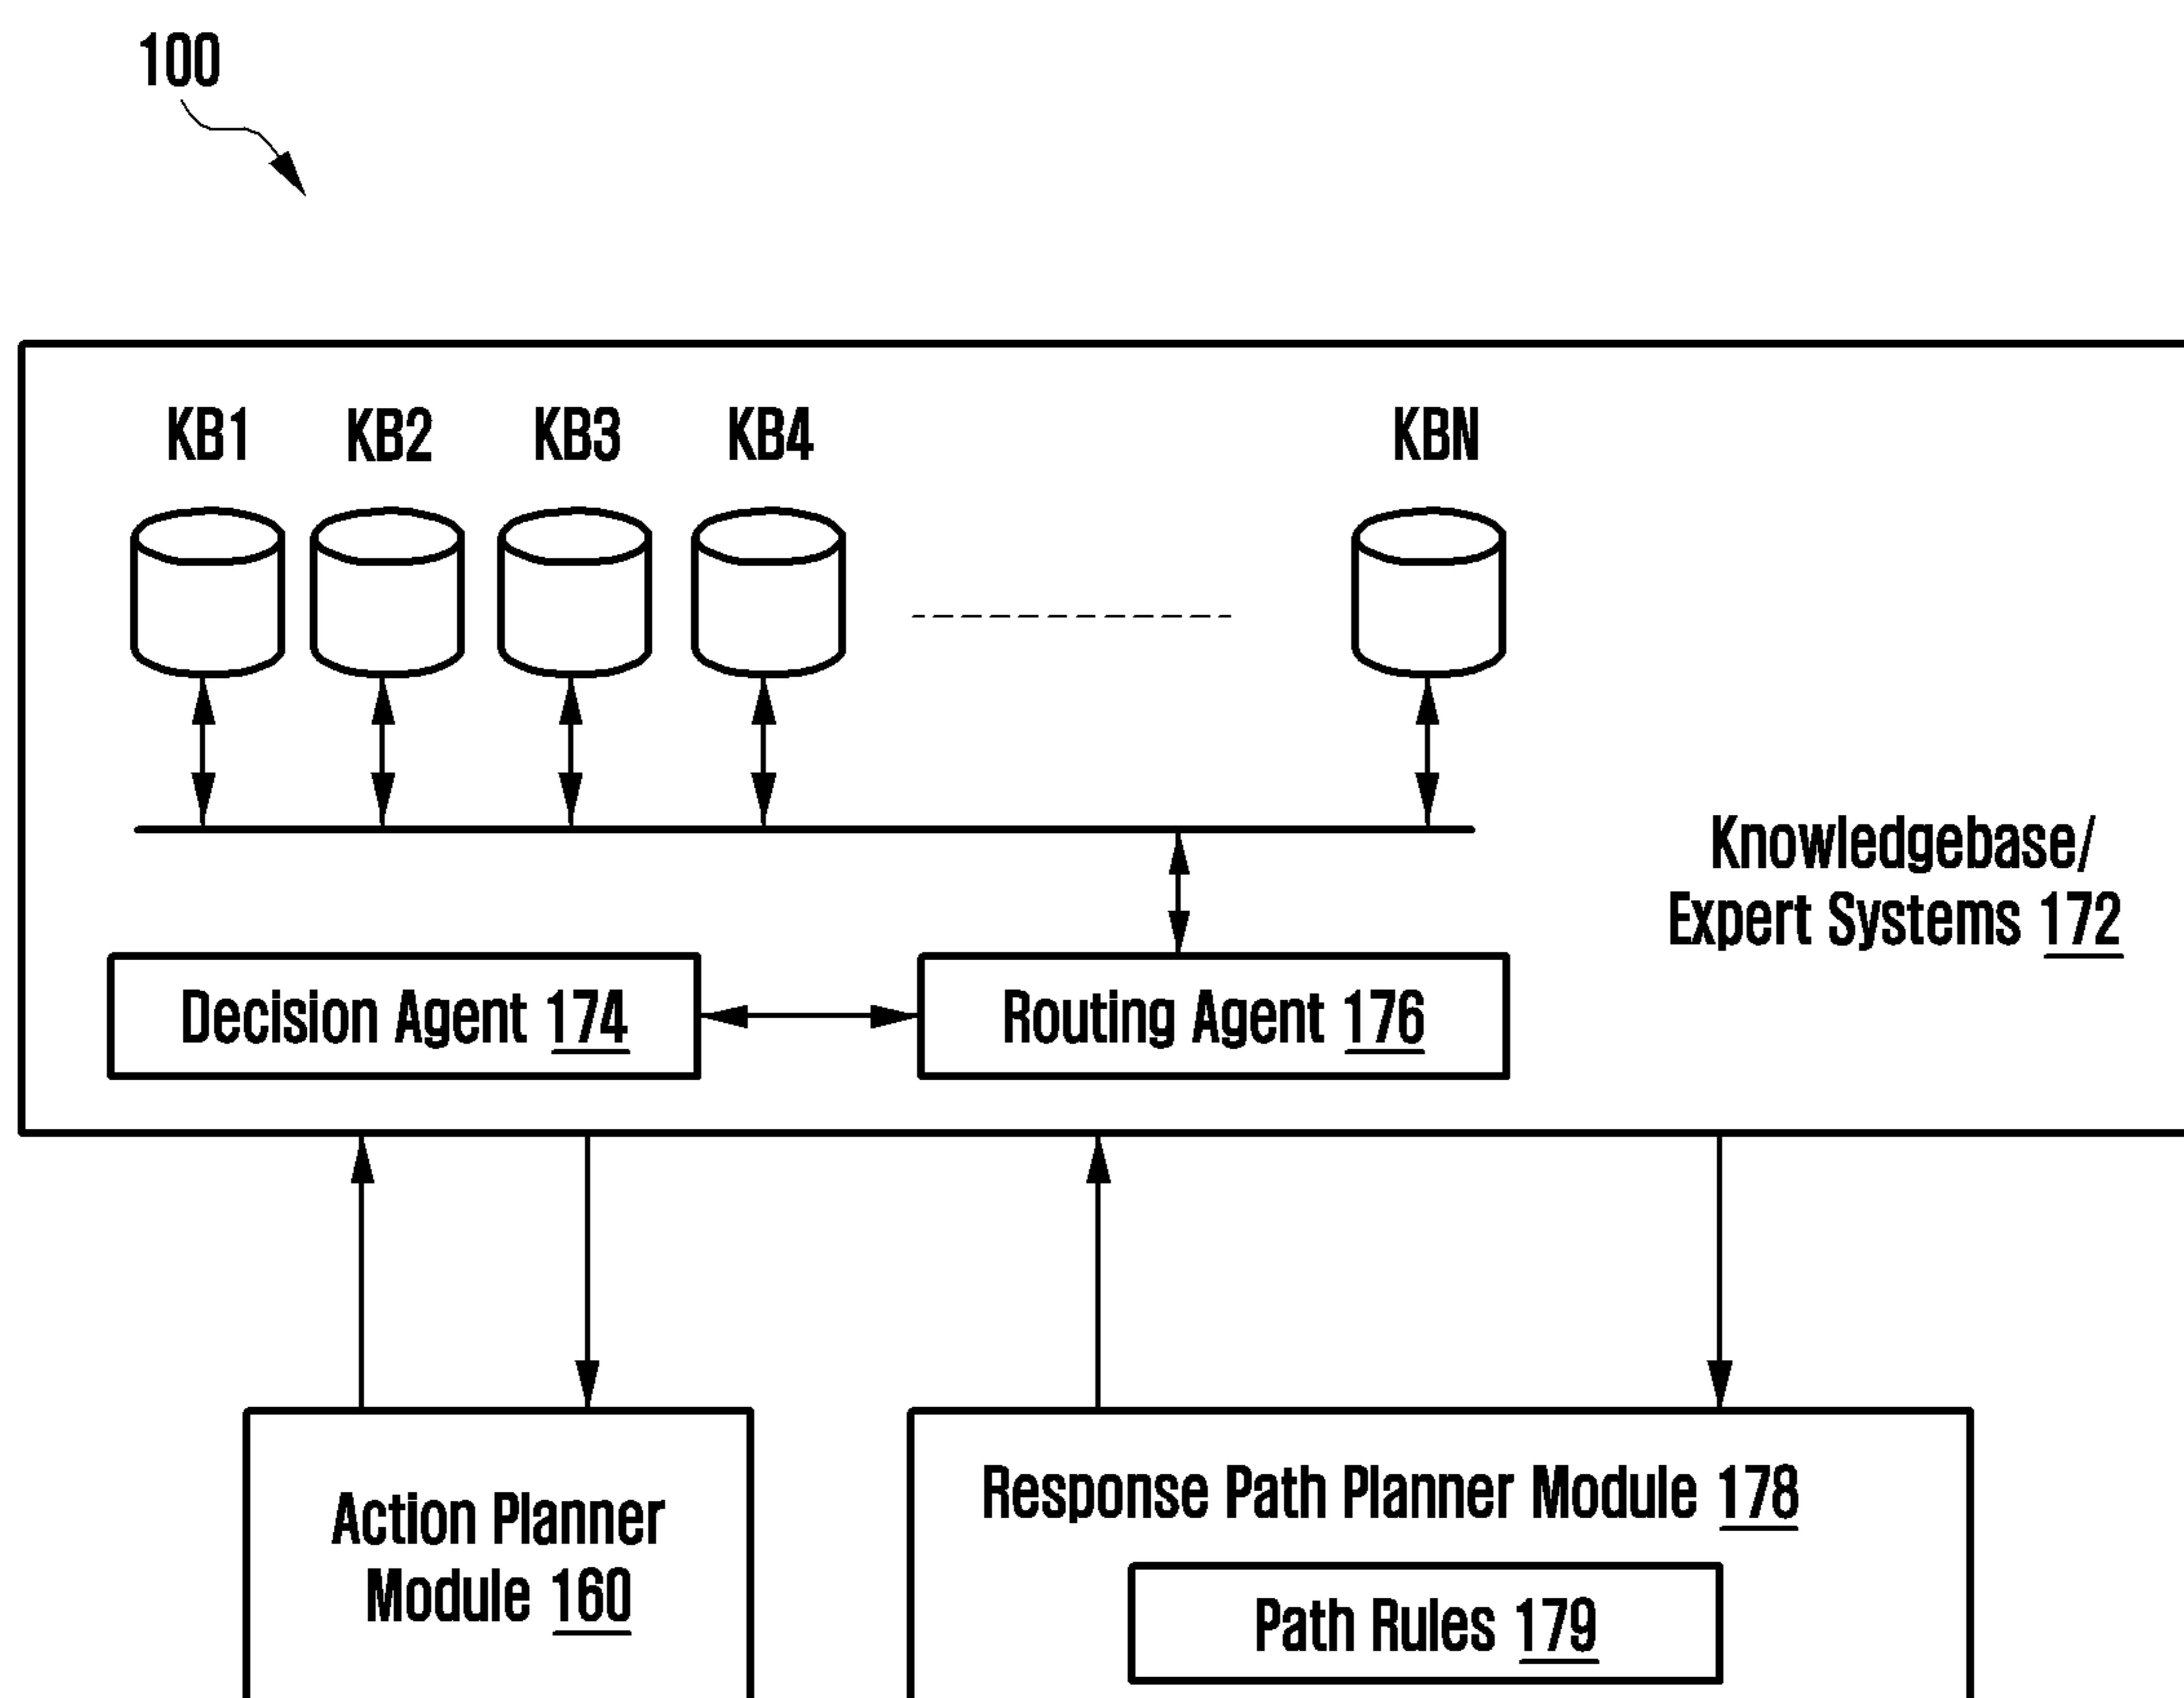 100
KB1 KB2 KB3 KB4 KBN
Knowledgebase/
Expert Systems 172
Decision Agent 174
Routing Agent 176
Action Planner
Module 160
Response Path Planner Module 178
Path Rules 179